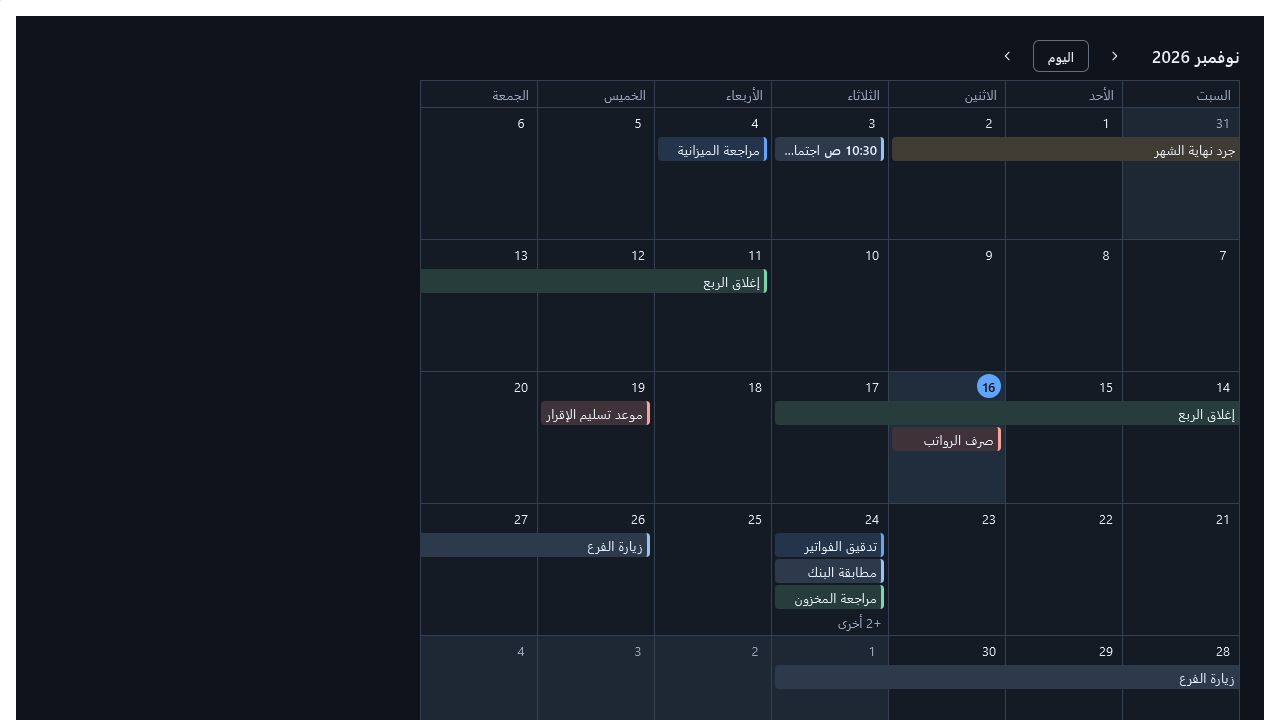 نوفمبر 2026
اليوم
السبت الأحد الاثنين الثلاثاء الأربعاء الخميس الجمعة
31 1 2 3 4 5 6
جرد نهاية الشهر 10:30 ص اجتما... مراجعة الميزانية
7 8 9 10 11 12 13
إغلاق الربع
14 15 16 17 18 19 20
إغلاق الربع موعد تسليم الإقرار
صرف الرواتب
21 22 23 24 25 26 27
تدقيق الفواتير زيارة الفرع
مطابقة البنك
مراجعة المخزون
+2 أخرى
28 29 30 1 2 3 4
زيارة الفرع